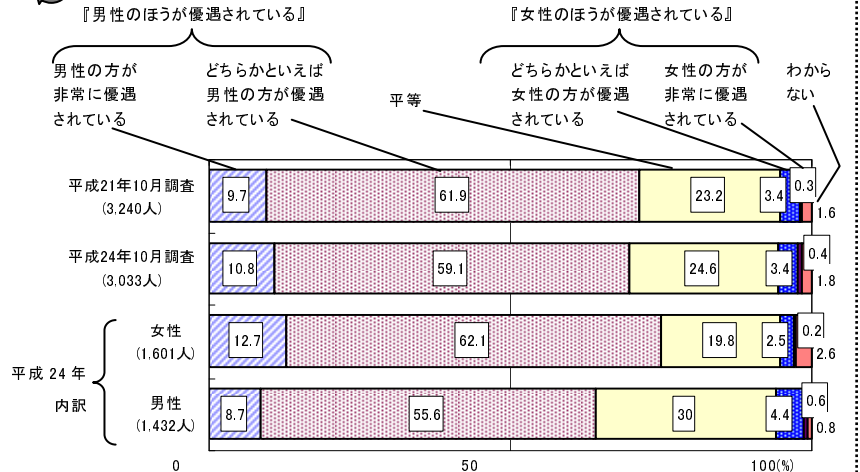 『男性のほうが優遇されている』
『女性のほうが優遇されている』
男性の方が
非常に優遇
されている
どちらかといえば
男性の方が優遇
されている
平等
どちらかといえば
女性の方が優遇
されている
女性の方が
非常に優遇
されている
わから
ない
平成21年10月調査
(3,240人)
9.7
61.9
23.2
3.4
0.3
1.6
平成24年10月調査
(3,033人)
10.8
59.1
24.6
3.4
0.4
1.8
平成 24 年
内訳
女性
(1,601人)
12.7
62.1
19.8
2.5
0.2
2.6
男性
(1,432人)
8.7
55.6
30
4.4
0.6
0.8
0
50
100(%)